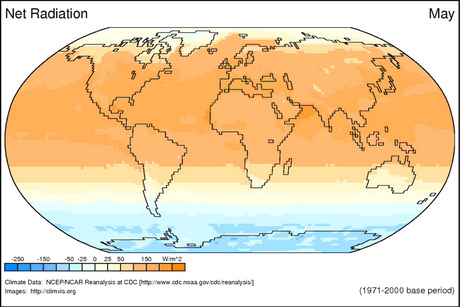 Net Radiation
May
-250 -150 -50 -25 0 25 50 150 W/m^2
Climate Data: NCEP/NCAR Reanalysis at CDC [http://www.cdc.noaa.gov/cdc/reanalysis/]
Images: http://climvis.org
(1971-2000 base period)